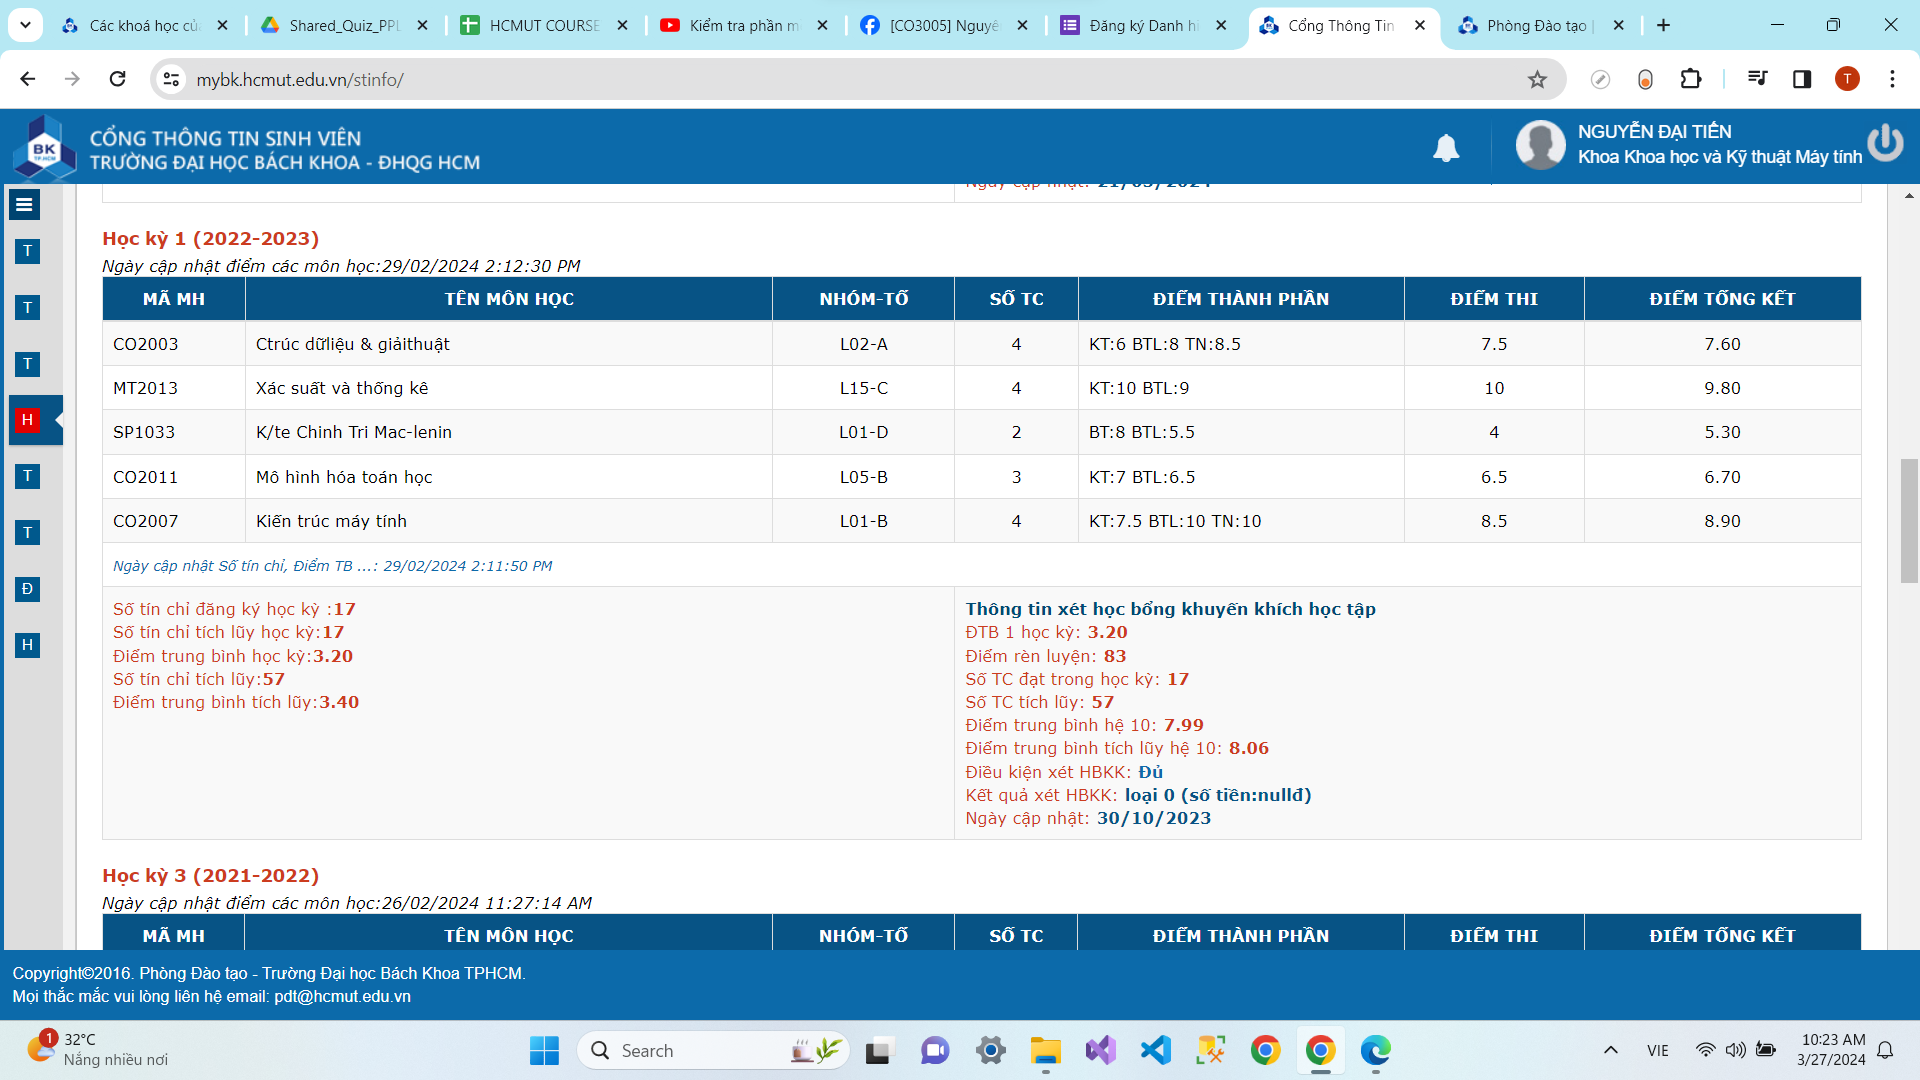 Các khoá học củ
Shared_Quiz_PPL
HCMUT COURSE
Kiểm tra phần m
[CO3005] Nguyê
Đăng ký Danh hi
Cổng Thông Tin
Phòng Đào tạo |
mybk.hcmut.edu.vn/stinfo/
T
BK
TP.HCM
CỔNG THÔNG TIN SINH VIÊN
TRƯỜNG ĐẠI HỌC BÁCH KHOA - ĐHQG HCM
NGUYỄN ĐẠI TIẾN
Khoa Khoa học và Kỹ thuật Máy tính
T
T
T
H
T
T
Đ
H
Ngày cập nhật: 21/03/2024
Học kỳ 1 (2022-2023)
Ngày cập nhật điểm các môn học:29/02/2024 2:12:30 PM
MÃ MH TÊN MÔN HỌC NHÓM-TỔ SỐ TC ĐIỂM THÀNH PHẦN ĐIỂM THI ĐIỂM TỔNG KẾT
CO2003 Ctrúc dữliệu & giảithuật L02-A 4 KT:6 BTL:8 TN:8.5 7.5 7.60
MT2013 Xác suất và thống kê L15-C 4 KT:10 BTL:9 10 9.80
SP1033 K/te Chinh Tri Mac-lenin L01-D 2 BT:8 BTL:5.5 4 5.30
CO2011 Mô hình hóa toán học L05-B 3 KT:7 BTL:6.5 6.5 6.70
CO2007 Kiến trúc máy tính L01-B 4 KT:7.5 BTL:10 TN:10 8.5 8.90
Ngày cập nhật Số tín chỉ, Điểm TB ...: 29/02/2024 2:11:50 PM
Số tín chỉ đăng ký học kỳ :17
Số tín chỉ tích lũy học kỳ:17
Điểm trung bình học kỳ:3.20
Số tín chỉ tích lũy:57
Điểm trung bình tích lũy:3.40
Thông tin xét học bổng khuyến khích học tập
ĐTB 1 học kỳ: 3.20
Điểm rèn luyện: 83
Số TC đạt trong học kỳ: 17
Số TC tích lũy: 57
Điểm trung bình hệ 10: 7.99
Điểm trung bình tích lũy hệ 10: 8.06
Điều kiện xét HBKK: Đủ
Kết quả xét HBKK: loại 0 (số tiền:nullđ)
Ngày cập nhật: 30/10/2023
Học kỳ 3 (2021-2022)
Ngày cập nhật điểm các môn học:26/02/2024 11:27:14 AM
MÃ MH TÊN MÔN HỌC NHÓM-TỔ SỐ TC ĐIỂM THÀNH PHẦN ĐIỂM THI ĐIỂM TỔNG KẾT
Copyright©2016. Phòng Đào tạo - Trường Đại học Bách Khoa TPHCM.
Mọi thắc mắc vui lòng liên hệ email: pdt@hcmut.edu.vn
1
32°C
Nắng nhiều nơi
Search
VIE
10:23 AM
3/27/2024